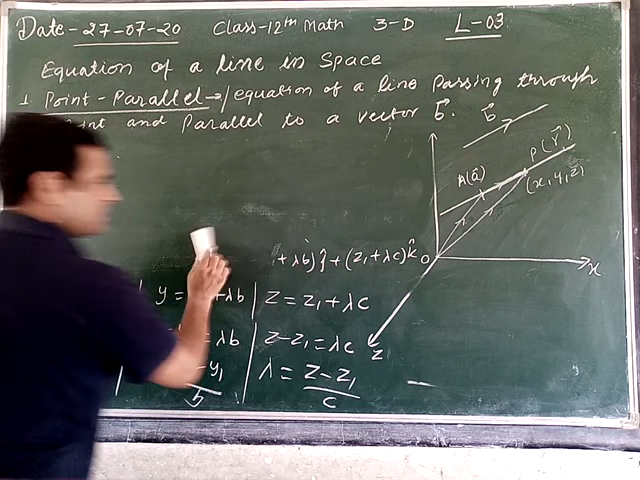 Date-27-07-20 Class-12th Math 3-D L-03
Equation of a line in Space
1. Point-Parallel→/equation of a line Passing through
and Parallel to a vector b⃗.
b⃗
P(r⃗)
A(a⃗)
(x,y,z)
+λb)ĵ+(z₁+λc)k̂
O
x
z
y= +λb | z=z₁+λc
=λb | z-z₁=λc
-y₁/b | λ= z-z₁/c